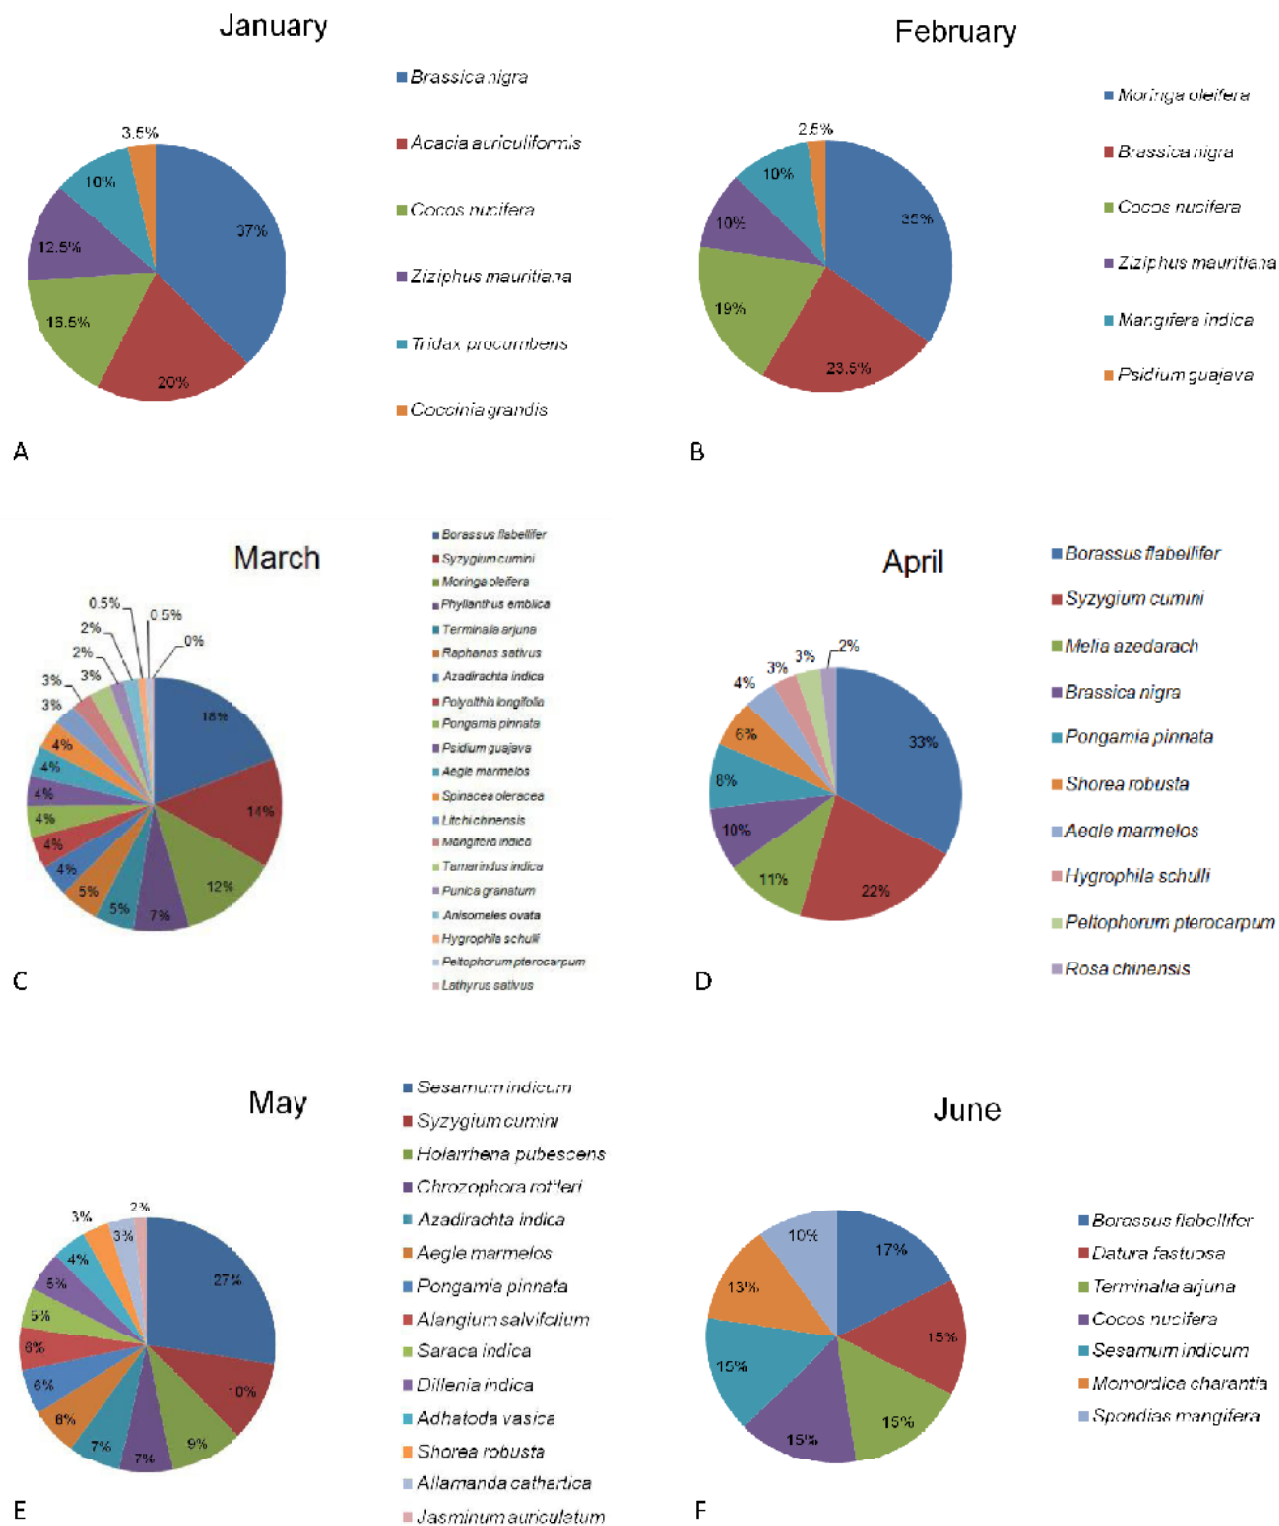 January
Brassica nigra
Acacia auriculiformis
Cocos nucifera
Ziziphus mauritiana
Tridax procumbens
Coccinia grandis
3.5%
10%
37%
12.5%
16.5%
20%
A
February
Moringa oleifera
Brassica nigra
Cocos nucifera
Ziziphus mauritiana
Mangifera indica
Psidium guajava
2.5%
10%
35%
10%
19%
23.5%
B
March
Borassus flabellifer
Syzygium cumini
Moringa oleifera
Phyllanthus emblica
Terminala arjuna
Raphanus sativus
Azadirachta indica
Polyalthia longifolia
Pongamia pinnata
Psidium guajava
Aegle marmelos
Spinacea oleracea
Litchi chinensis
Mangifera indica
Tamarindus indica
Punica granatum
Anisomeles ovata
Hygrophila schulli
Peltophorum pterocarpum
Lathyrus sativus
0.5%
0.5%
2%
0%
2%
3%
3%
3%
18%
4%
4%
14%
4%
4%
4%
4%
12%
5%
5%
7%
C
April
Borassus flabellifer
Syzygium cumini
Melia azedarach
Brassica nigra
Pongamia pinnata
Shorea robusta
Aegle marmelos
Hygrophila schulli
Peltophorum pterocarpum
Rosa chinensis
2%
3%
3%
4%
6%
33%
8%
10%
11%
22%
D
May
Sesamum indicum
Syzygium cumini
Holarrhena pubescens
Chrozophora rottleri
Azadirachta indica
Aegle marmelos
Pongamia pinnata
Alangium salvifolium
Saraca indica
Dillenia indica
Adhatoda vasica
Shorea robusta
Allamanda cathartica
Jasminum auriculatum
2%
3%
3%
4%
5%
27%
5%
6%
6%
10%
6%
7%
7%
9%
E
June
Borassus flabellifer
Datura fastuosa
Terminalia arjuna
Cocos nucifera
Sesamum indicum
Momordica charantia
Spondias mangifera
10%
17%
13%
15%
15%
15%
15%
F